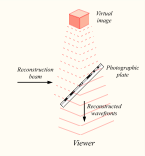 Virtual
image
Photographic
plate
Reconstruction
beam
Reconstructed
wavefronts
Viewer